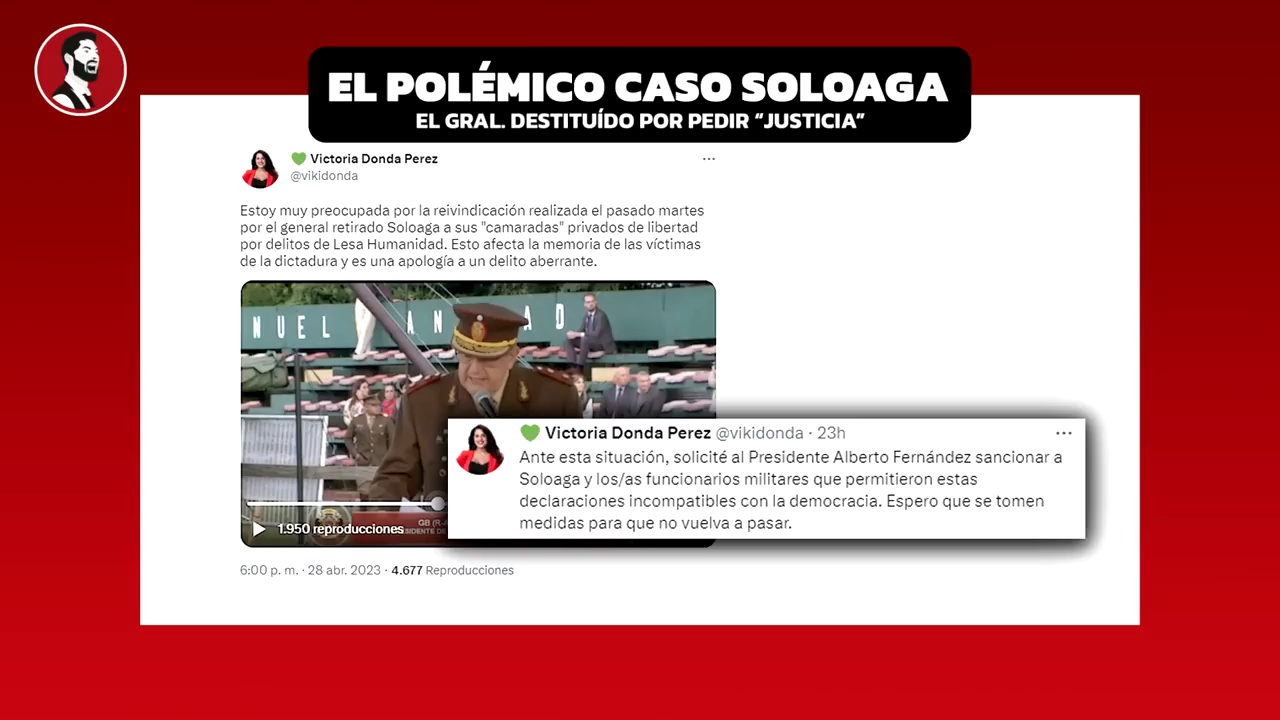 EL POLÉMICO CASO SOLOAGA
EL GRAL. DESTITUÍDO POR PEDIR “JUSTICIA”
Victoria Donda Perez
@vikidonda
Estoy muy preocupada por la reivindicación realizada el pasado martes
por el general retirado Soloaga a sus "camaradas" privados de libertad
por delitos de Lesa Humanidad. Esto afecta la memoria de las víctimas
de la dictadura y es una apología a un delito aberrante.
NUEL AN AD
Victoria Donda Perez @vikidonda · 23h
Ante esta situación, solicité al Presidente Alberto Fernández sancionar a
Soloaga y los/as funcionarios militares que permitieron estas
declaraciones incompatibles con la democracia. Espero que se tomen
medidas para que no vuelva a pasar.
1.950 reproducciones
6:00 p. m. · 28 abr. 2023 · 4.677 Reproducciones